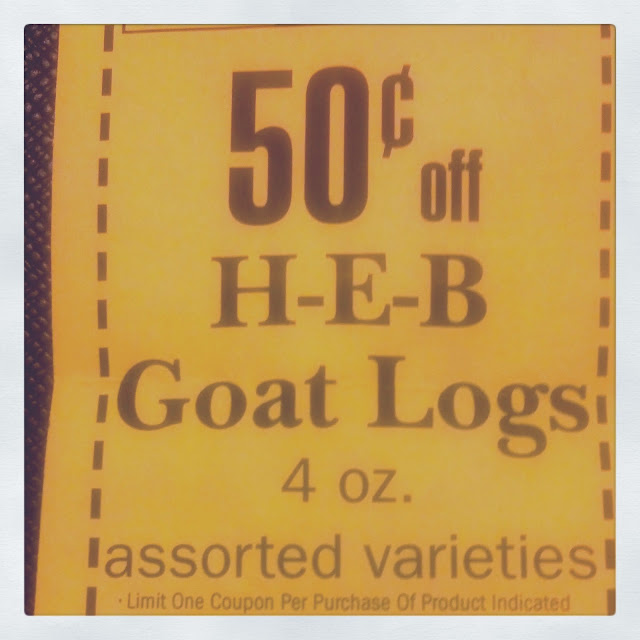 50¢ off
H-E-B
Goat Logs
4 oz.
assorted varieties
· Limit One Coupon Per Purchase Of Product Indicated